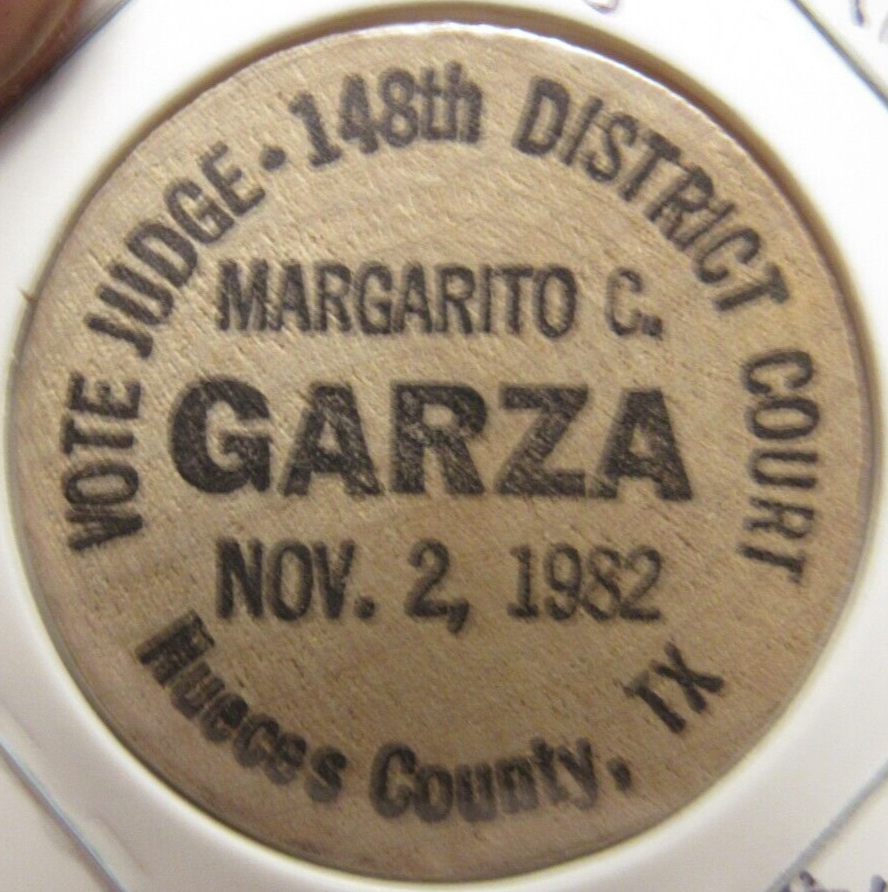 VOTE JUDGE • 148th DISTRICT COURT
MARGARITO C.
GARZA
NOV. 2, 1982
Nueces County, TX